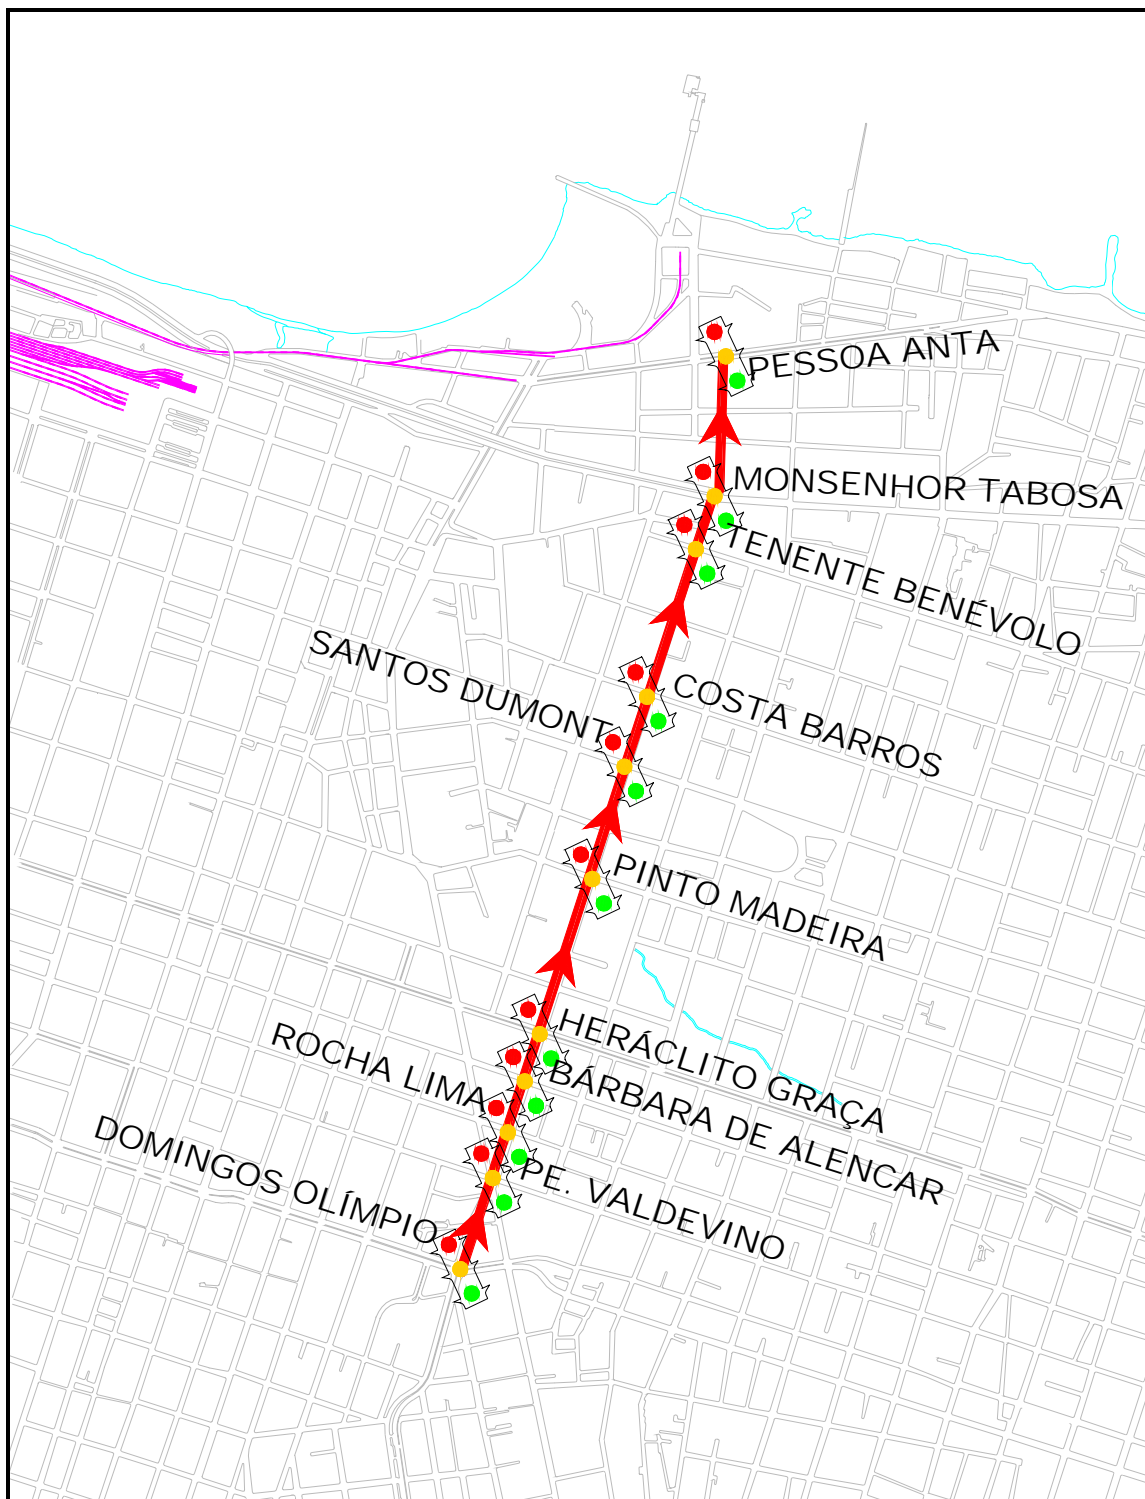 PESSOA ANTA
MONSENHOR TABOSA
TENENTE BENÉVOLO
SANTOS DUMONT
COSTA BARROS
PINTO MADEIRA
HERÁCLITO GRAÇA
ROCHA LIMA
BÁRBARA DE ALENCAR
DOMINGOS OLÍMPIO
PE. VALDEVINO